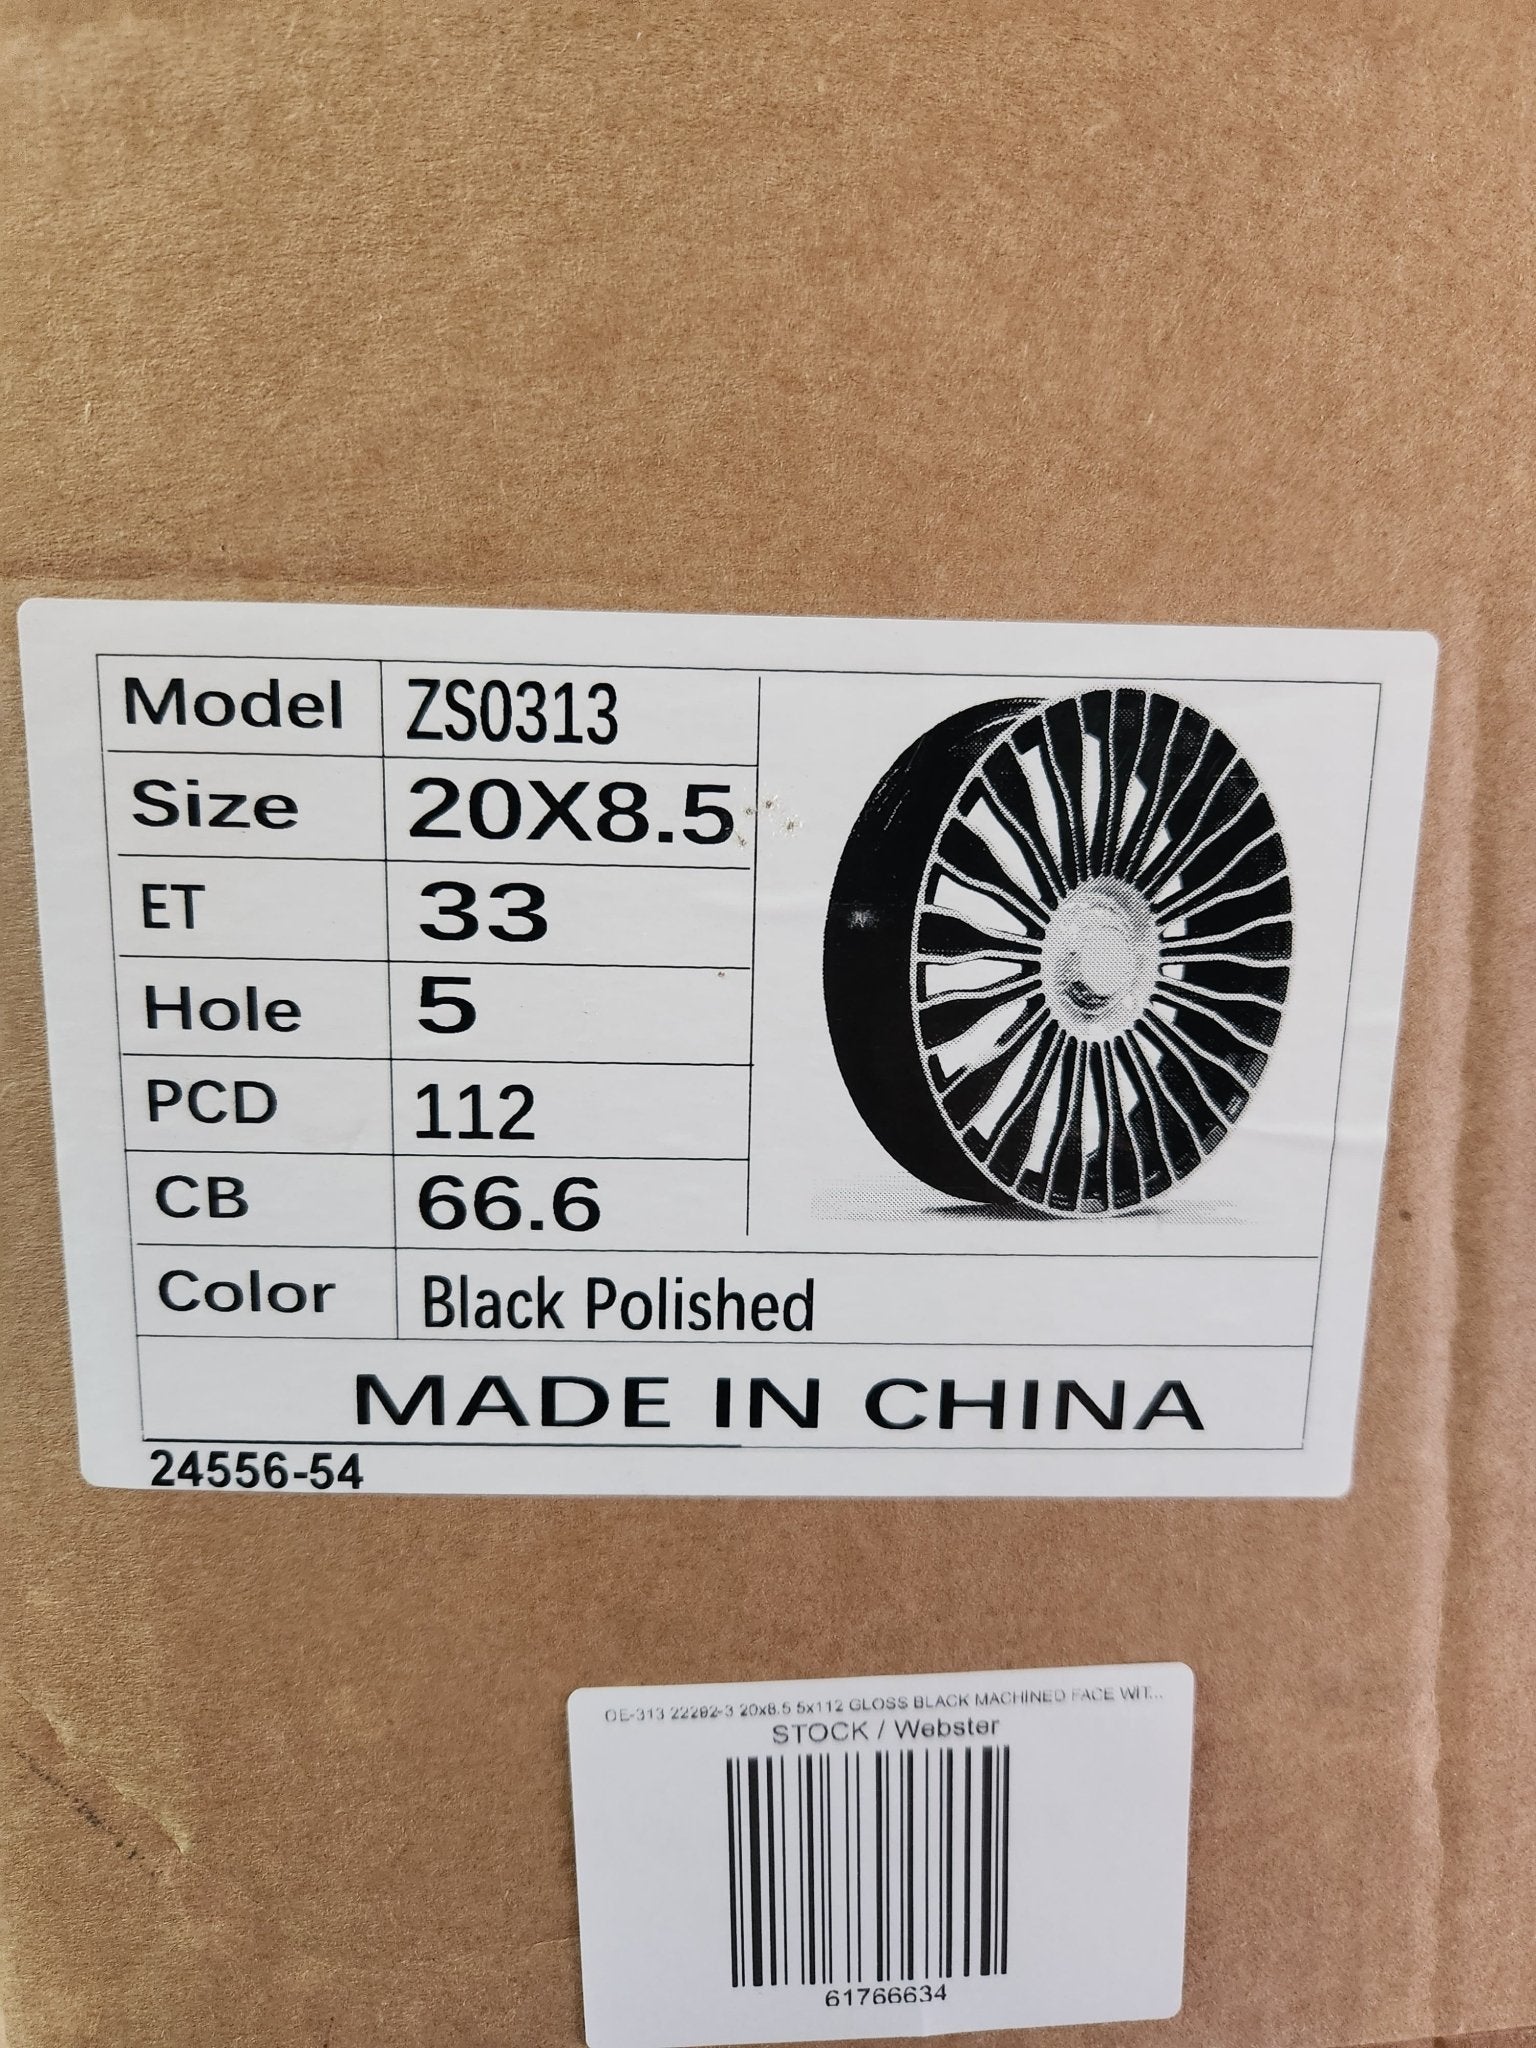 Model ZS0313
Size 20X8.5
ET 33
Hole 5
PCD 112
CB 66.6
Color Black Polished
MADE IN CHINA
24556-54
OE-313 22292-3 20x8.5 5x112 GLOSS BLACK MACHINED FACE WIT...
STOCK / Webster
61766634